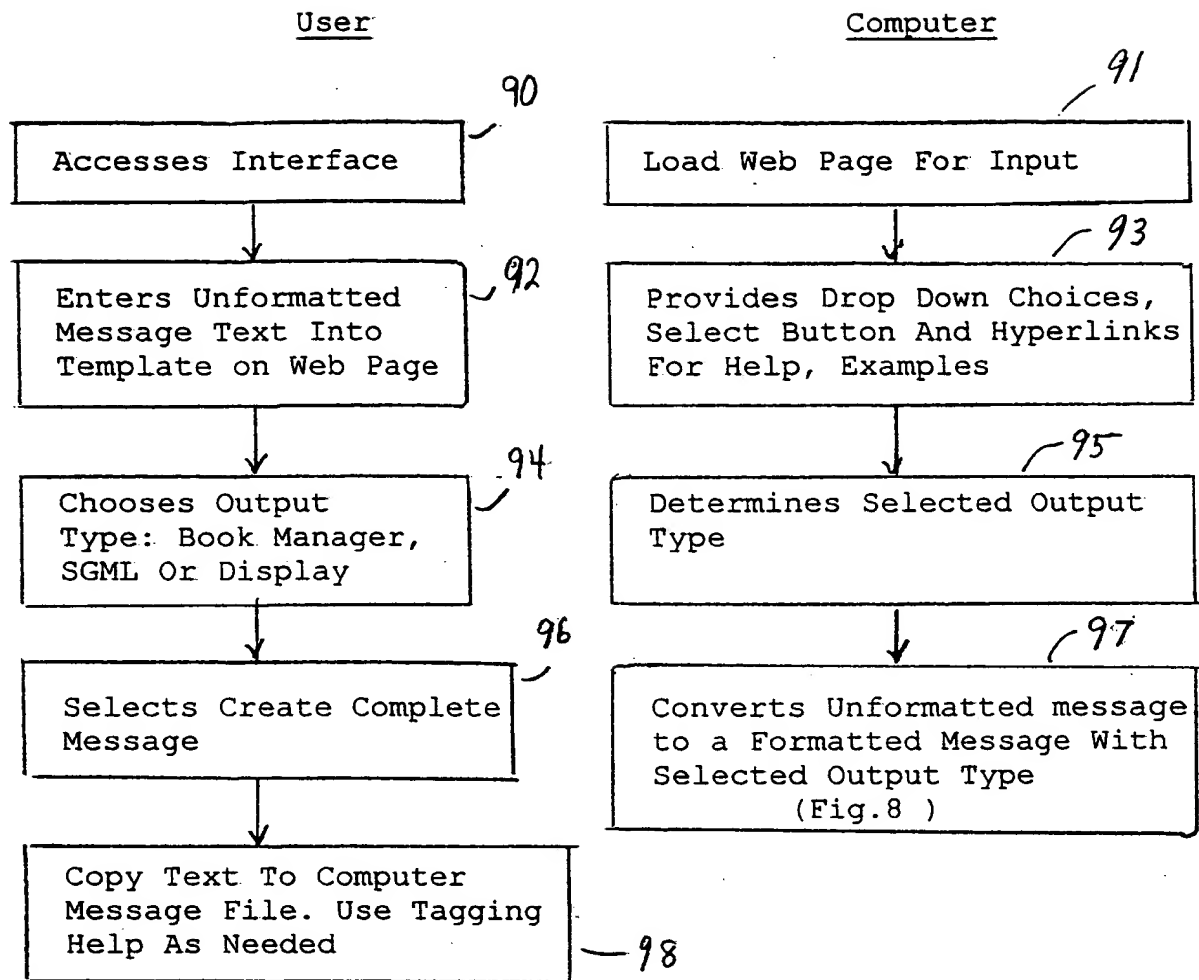 User
Computer
90
91
Accesses Interface
Load Web Page For Input
92
93
Enters Unformatted
Message Text Into
Template on Web Page
Provides Drop Down Choices,
Select Button And Hyperlinks
For Help, Examples
94
95
Chooses Output
Type: Book Manager,
SGML Or Display
Determines Selected Output
Type
96
97
Selects Create Complete
Message
Converts Unformatted message
to a Formatted Message With
Selected Output Type
(Fig.8 )
Copy Text To Computer
Message File. Use Tagging
Help As Needed
98